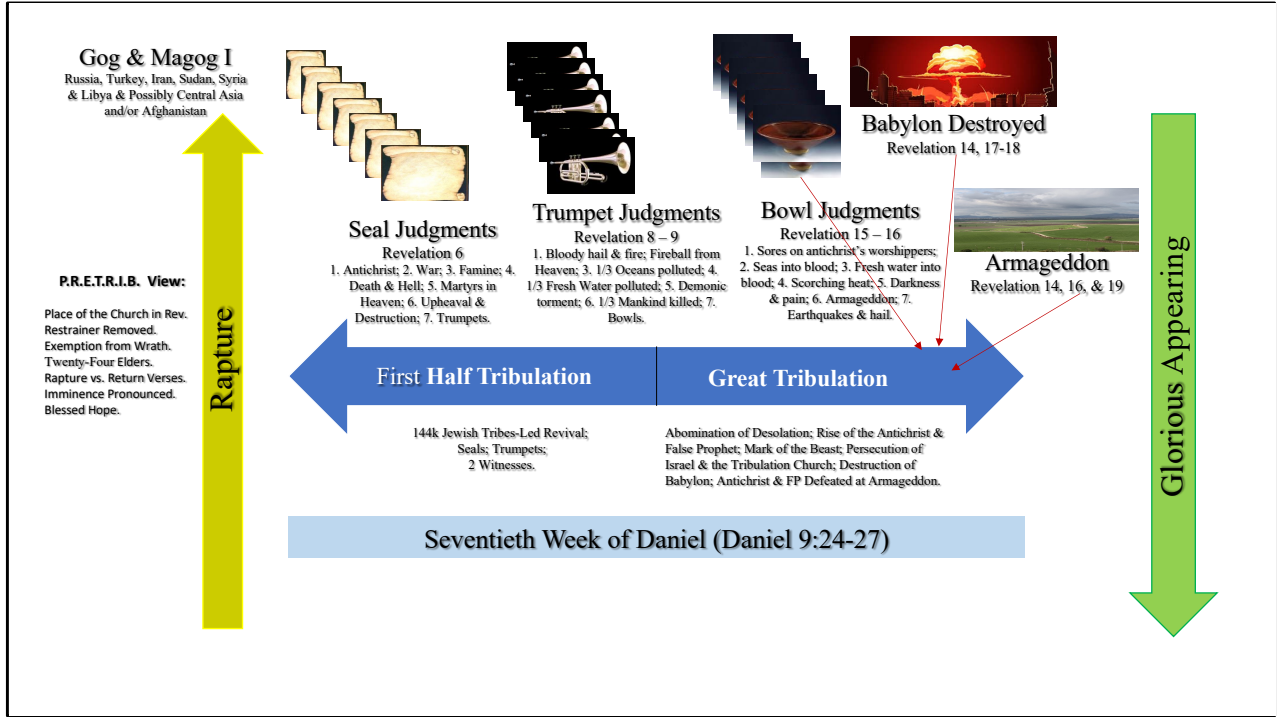 Gog & Magog I
Russia, Turkey, Iran, Sudan, Syria
& Libya & Possibly Central Asia
and/or Afghanistan
Rapture
P.R.E.T.R.I.B. View:
Place of the Church in Rev.
Restrainer Removed.
Exemption from Wrath.
Twenty-Four Elders.
Rapture vs. Return Verses.
Imminence Pronounced.
Blessed Hope.
Seal Judgments
Revelation 6
1. Antichrist; 2. War; 3. Famine; 4.
Death & Hell; 5. Martyrs in
Heaven; 6. Upheaval &
Destruction; 7. Trumpets.
Trumpet Judgments
Revelation 8 – 9
1. Bloody hail & fire; Fireball from
Heaven; 3. 1/3 Oceans polluted; 4.
1/3 Fresh Water polluted; 5. Demonic
torment; 6. 1/3 Mankind killed; 7.
Bowls.
Bowl Judgments
Revelation 15 – 16
1. Sores on antichrist's worshippers;
2. Seas into blood; 3. Fresh water into
blood; 4. Scorching heat; 5. Darkness
& pain; 6. Armageddon; 7.
Earthquakes & hail.
Babylon Destroyed
Revelation 14, 17-18
Armageddon
Revelation 14, 16, & 19
First Half Tribulation
Great Tribulation
144k Jewish Tribes-Led Revival;
Seals; Trumpets;
2 Witnesses.
Abomination of Desolation; Rise of the Antichrist &
False Prophet; Mark of the Beast; Persecution of
Israel & the Tribulation Church; Destruction of
Babylon; Antichrist & FP Defeated at Armageddon.
Seventieth Week of Daniel (Daniel 9:24-27)
Glorious Appearing